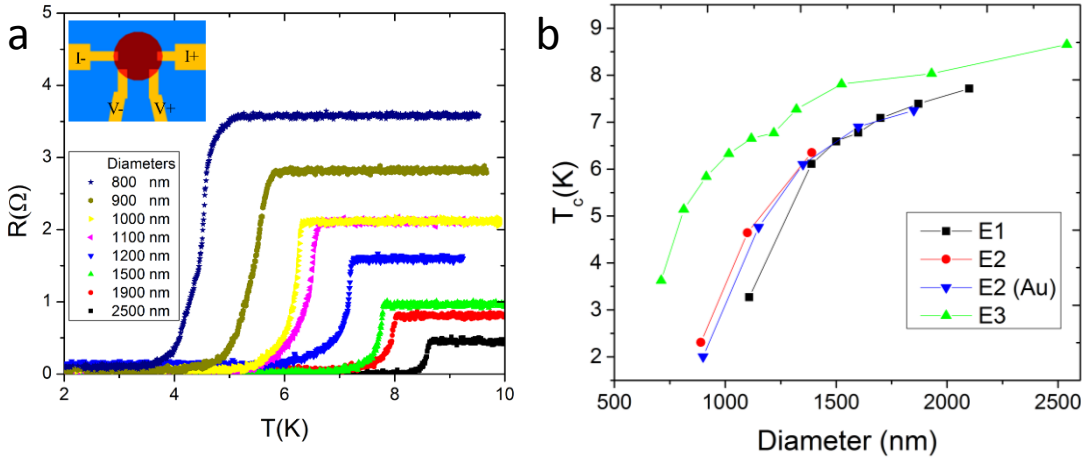 a
I-
I+
V-
V+
Diameters
800 nm
900 nm
1000 nm
1100 nm
1200 nm
1500 nm
1900 nm
2500 nm
R(Ω)
5
4
3
2
1
0
2
4
6
8
10
T(K)
b
T_c(K)
9
8
7
6
5
4
3
2
500
1000
1500
2000
2500
Diameter (nm)
E1
E2
E2 (Au)
E3